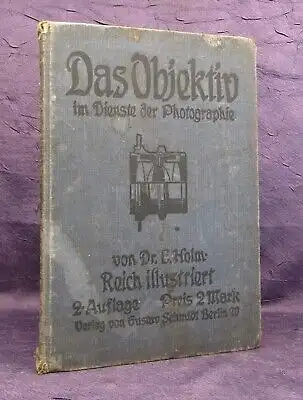 Das Objektiv
im Dienste der Photographie
von Dr. E. Holm.
Reich illustriert
2. Auflage Preis 2 Mark
Verlag von Gustav Schmidt Berlin W